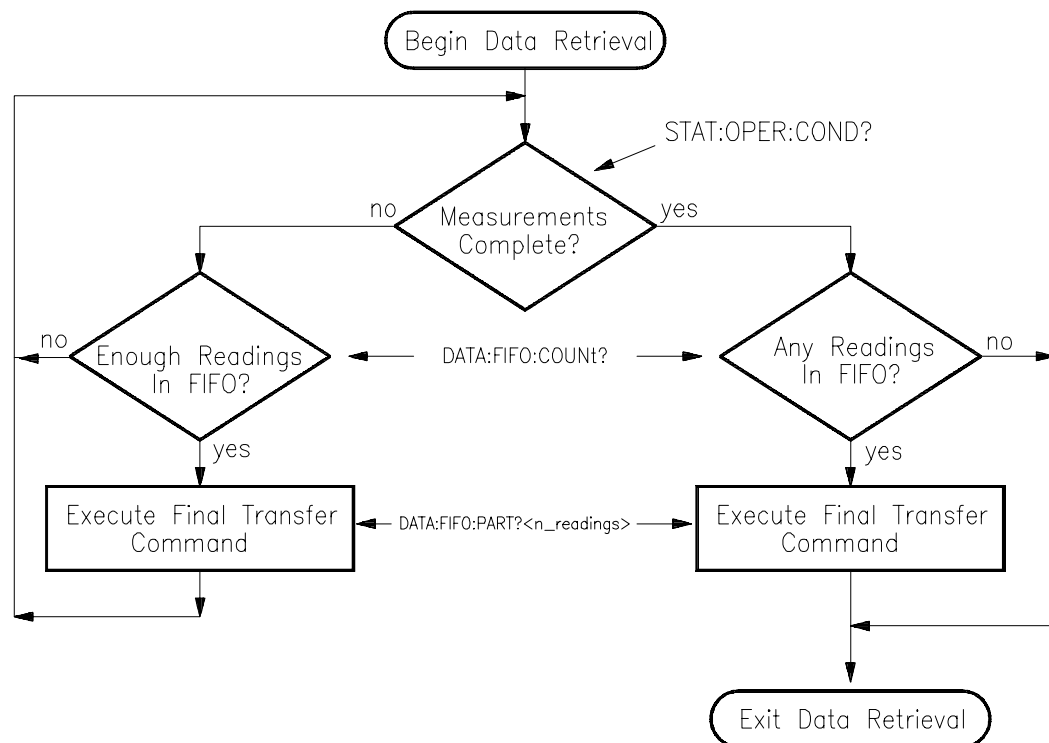 Begin Data Retrieval
STAT:OPER:COND?
no
Measurements
Complete?
yes
no
Enough Readings
In FIFO?
DATA:FIFO:COUNt?
Any Readings
In FIFO?
no
yes
yes
Execute Final Transfer
Command
DATA:FIFO:PART?<n_readings>
Execute Final Transfer
Command
Exit Data Retrieval